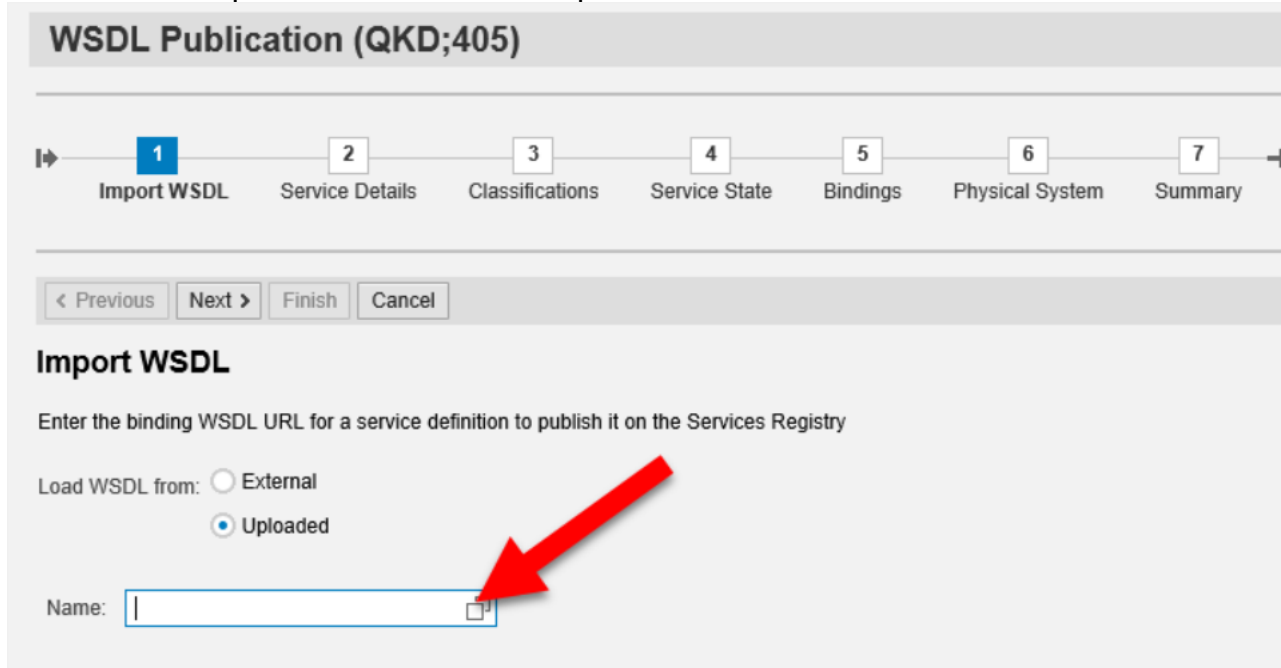 WSDL Publication (QKD;405)
1 2 3 4 5 6 7
Import WSDL Service Details Classifications Service State Bindings Physical System Summary
< Previous Next > Finish Cancel
Import WSDL
Enter the binding WSDL URL for a service definition to publish it on the Services Registry
Load WSDL from: External
Uploaded
Name: